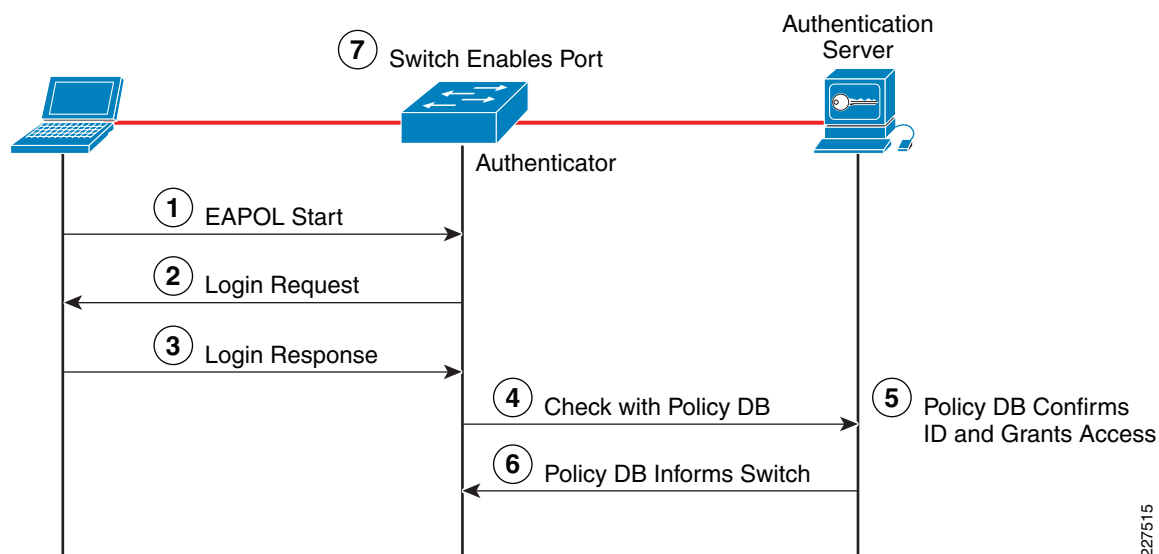 Authentication
Server
7 Switch Enables Port
Authenticator
1 EAPOL Start
2 Login Request
3 Login Response
4 Check with Policy DB
5 Policy DB Confirms
ID and Grants Access
6 Policy DB Informs Switch
227515